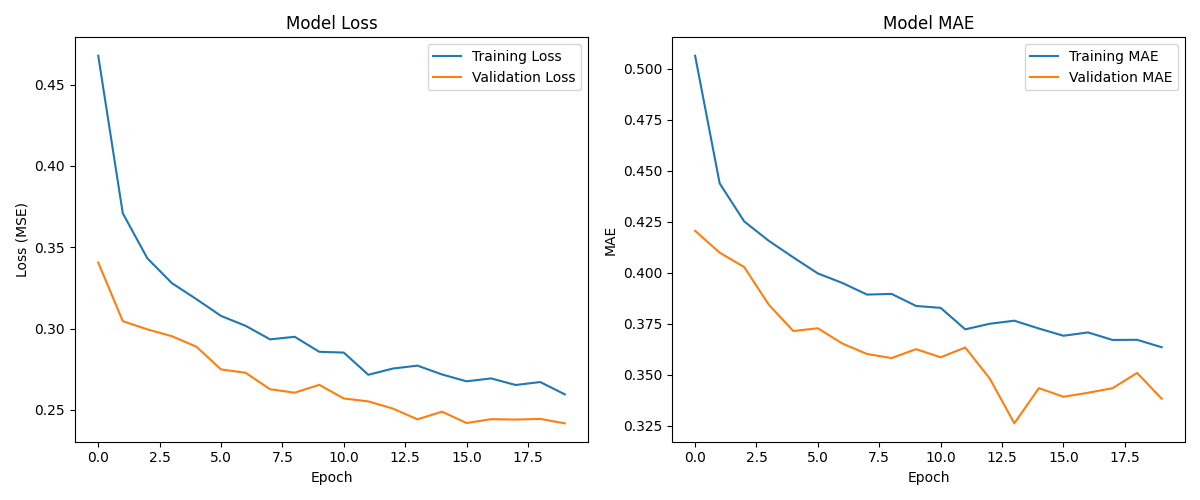 Model Loss
Training Loss
Validation Loss
0.45
0.40
0.35
0.30
0.25
Loss (MSE)
0.0 2.5 5.0 7.5 10.0 12.5 15.0 17.5
Epoch
Model MAE
Training MAE
Validation MAE
0.500
0.475
0.450
0.425
0.400
0.375
0.350
0.325
MAE
0.0 2.5 5.0 7.5 10.0 12.5 15.0 17.5
Epoch